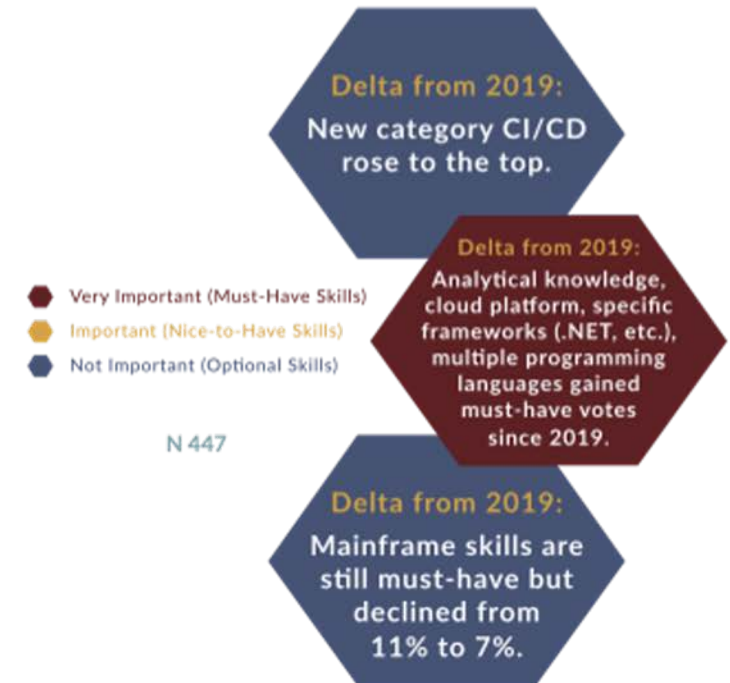 Delta from 2019:
New category CI/CD
rose to the top.
Delta from 2019:
Analytical knowledge,
cloud platform, specific
frameworks (.NET, etc.),
multiple programming
languages gained
must-have votes
since 2019.
Very Important (Must-Have Skills)
Important (Nice-to-Have Skills)
Not Important (Optional Skills)
N 447
Delta from 2019:
Mainframe skills are
still must-have but
declined from
11% to 7%.